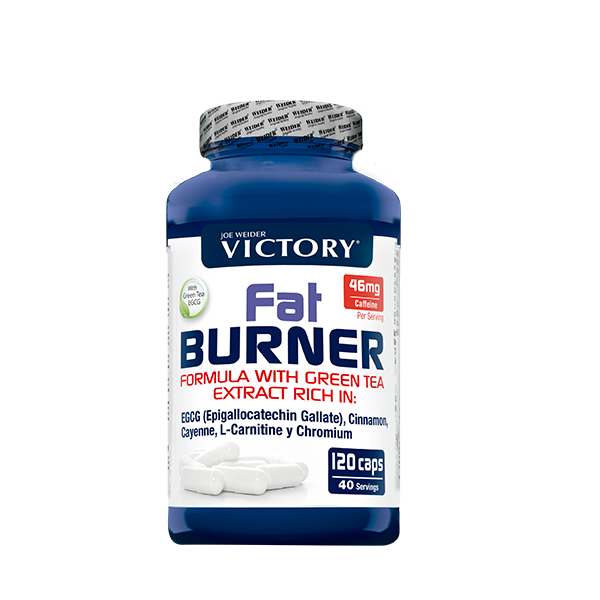 WEIDER
JOE WEIDER
VICTORY®
With
Green Tea
EGCG
46mg
Caffeine
Per Serving
Fat
BURNER
FORMULA WITH GREEN TEA
EXTRACT RICH IN:
EGCG (Epigallocatechin Gallate), Cinnamon,
Cayenne, L-Carnitine y Chromium
120 caps
40 Servings